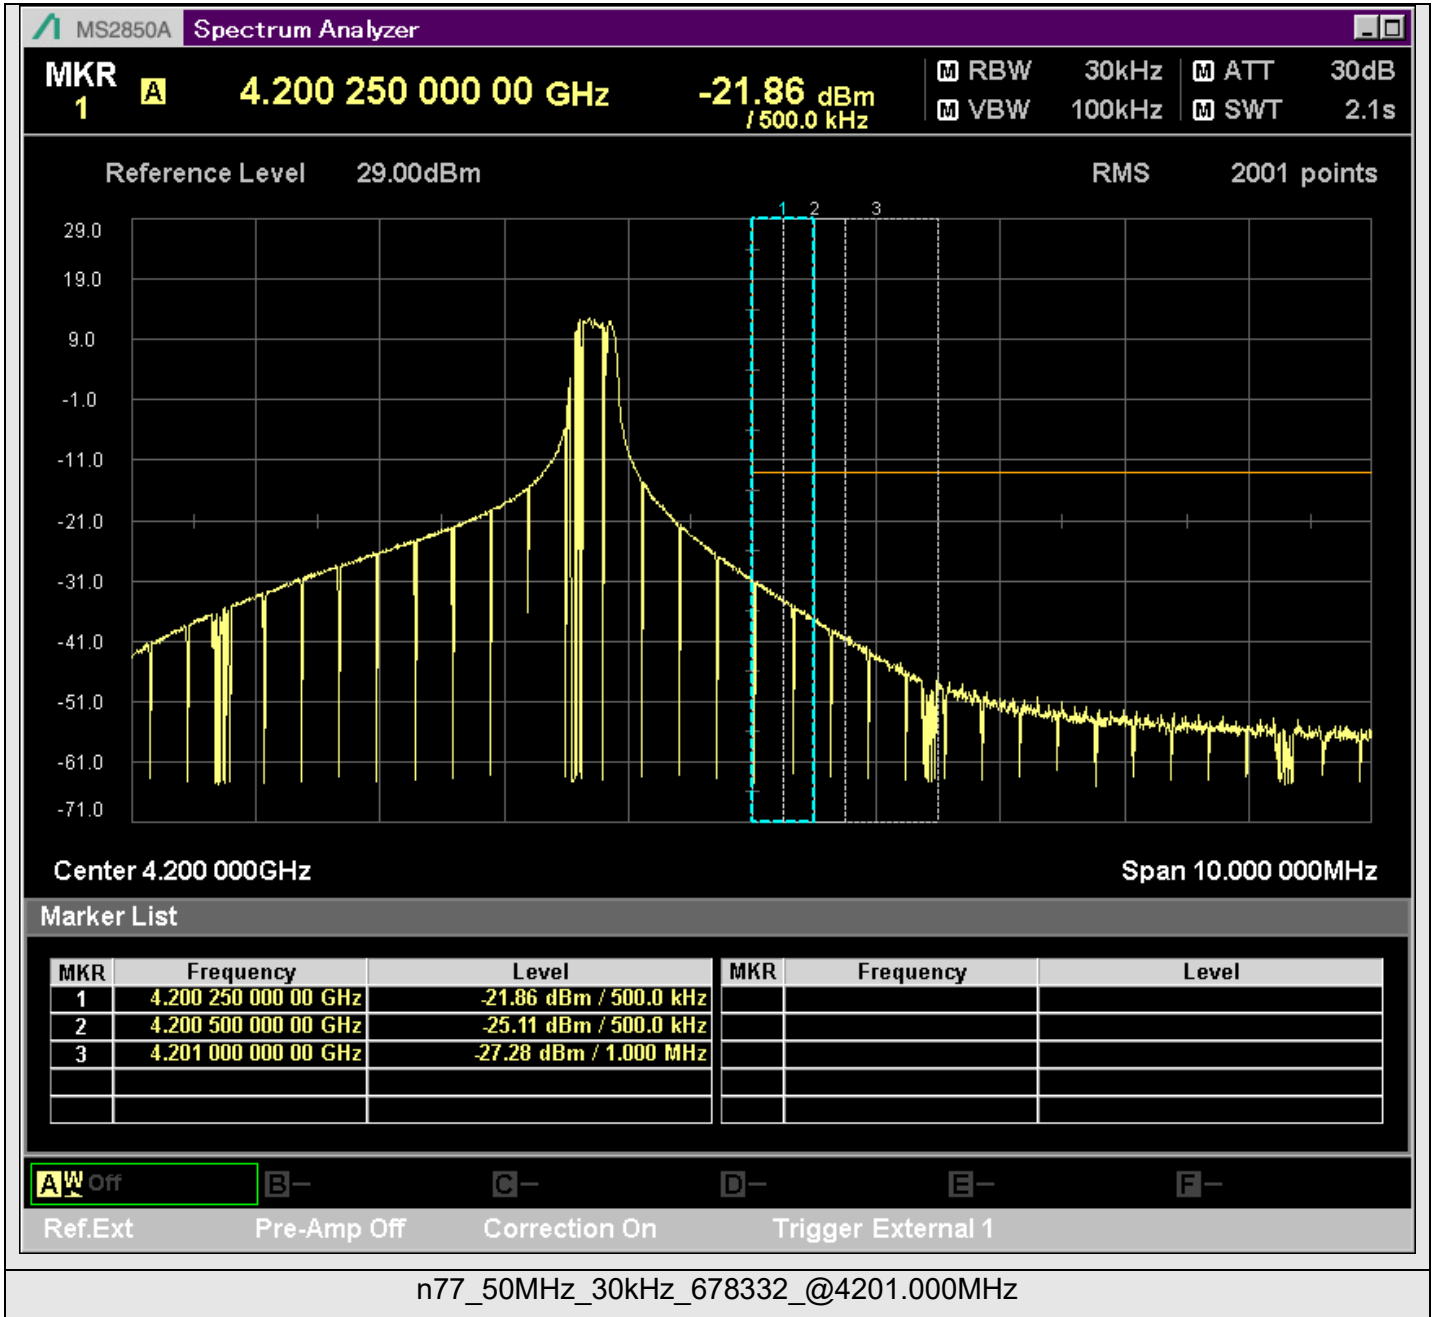 MS2850A Spectrum Analyzer
MKR 1 A 4.200 250 000 00 GHz -21.86 dBm / 500.0 kHz
M RBW 30kHz M ATT 30dB
M VBW 100kHz M SWT 2.1s
Reference Level 29.00dBm RMS 2001 points
1 2 3
29.0
19.0
9.0
-1.0
-11.0
-21.0
-31.0
-41.0
-51.0
-61.0
-71.0
Center 4.200 000GHz Span 10.000 000MHz
Marker List
MKR Frequency Level MKR Frequency Level
1 4.200 250 000 00 GHz -21.86 dBm / 500.0 kHz
2 4.200 500 000 00 GHz -25.11 dBm / 500.0 kHz
3 4.201 000 000 00 GHz -27.28 dBm / 1.000 MHz
A W Off B – C – D – E – F –
Ref.Ext Pre-Amp Off Correction On Trigger External 1
n77_50MHz_30kHz_678332_@4201.000MHz